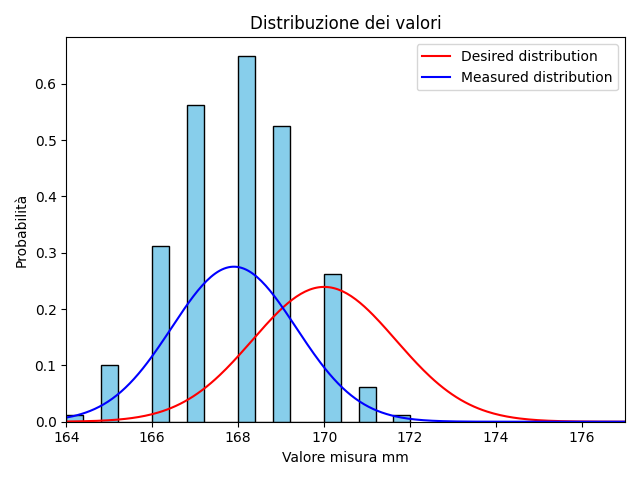 Distribuzione dei valori
Desired distribution
Measured distribution
Probabilità
0.6
0.5
0.4
0.3
0.2
0.1
0.0
164 166 168 170 172 174 176
Valore misura mm